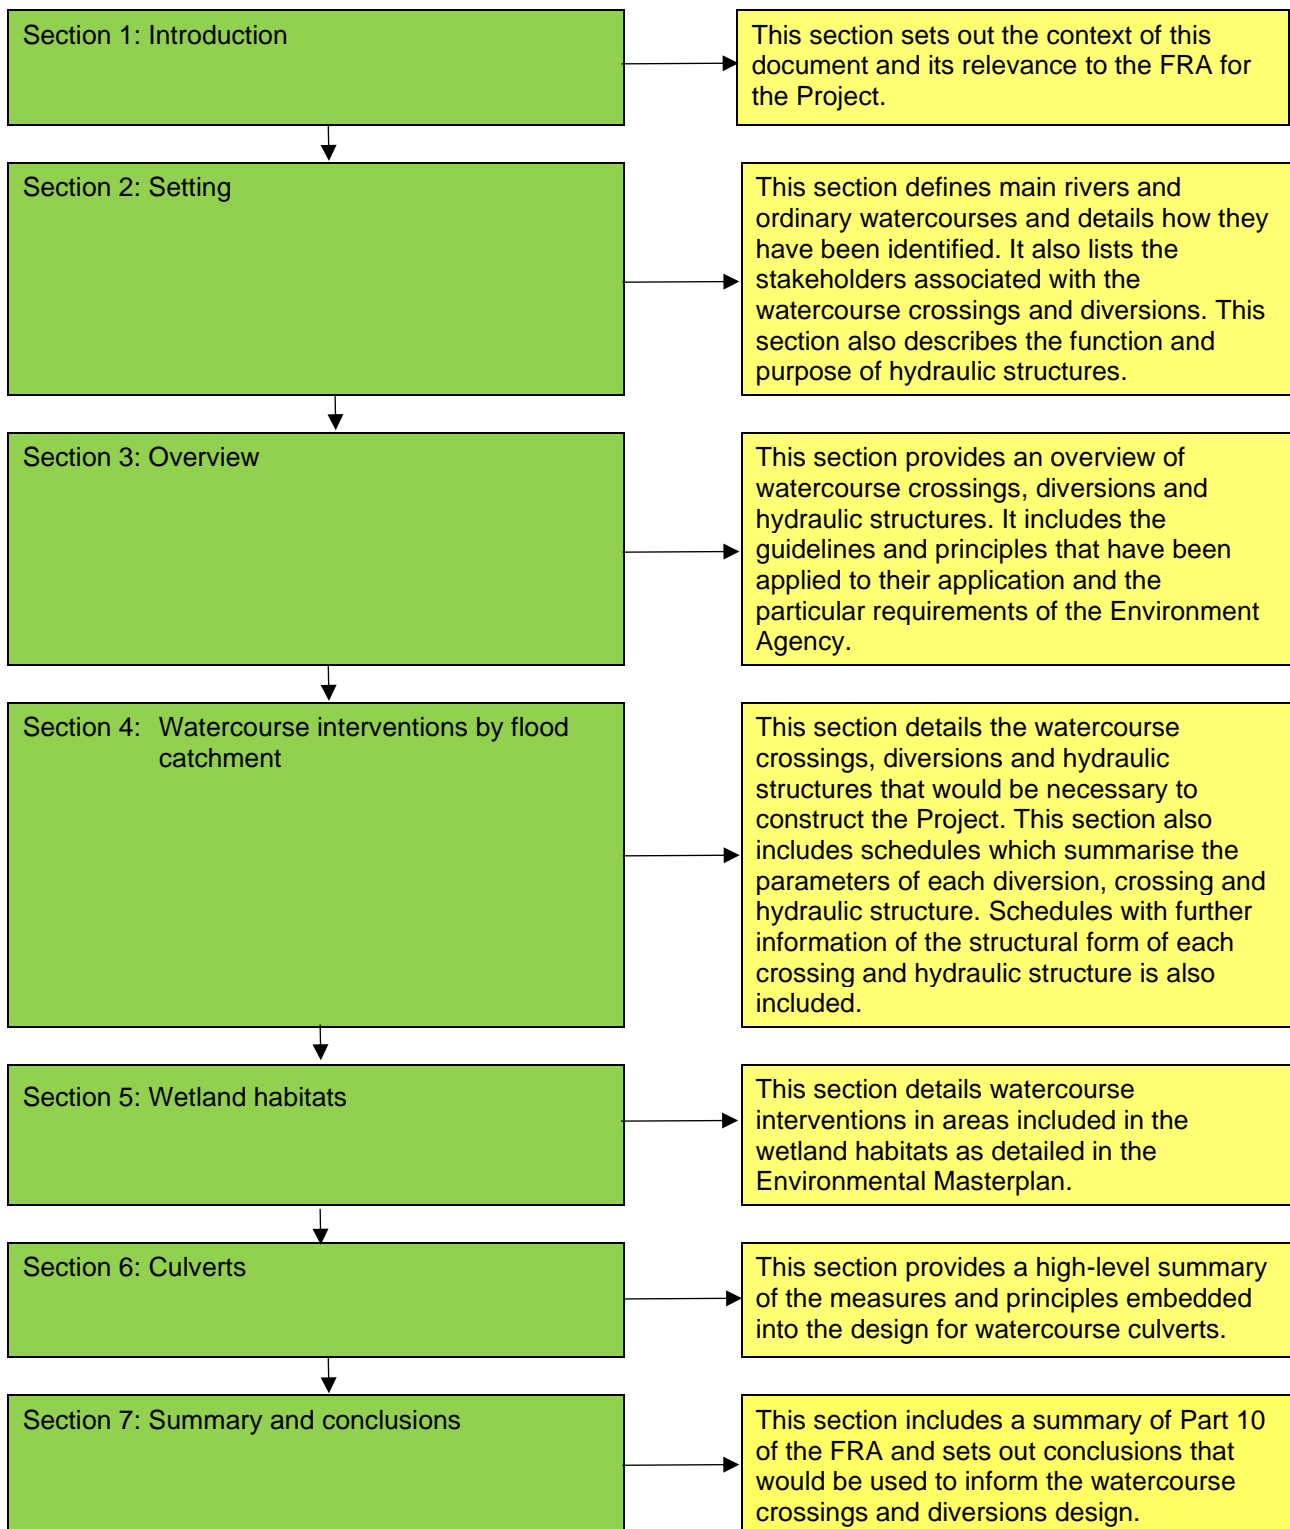 Section 1: Introduction
This section sets out the context of this
document and its relevance to the FRA for
the Project.
Section 2: Setting
This section defines main rivers and
ordinary watercourses and details how they
have been identified. It also lists the
stakeholders associated with the
watercourse crossings and diversions. This
section also describes the function and
purpose of hydraulic structures.
Section 3: Overview
This section provides an overview of
watercourse crossings, diversions and
hydraulic structures. It includes the
guidelines and principles that have been
applied to their application and the
particular requirements of the Environment
Agency.
Section 4: Watercourse interventions by flood
catchment
This section details the watercourse
crossings, diversions and hydraulic
structures that would be necessary to
construct the Project. This section also
includes schedules which summarise the
parameters of each diversion, crossing and
hydraulic structure. Schedules with further
information of the structural form of each
crossing and hydraulic structure is also
included.
Section 5: Wetland habitats
This section details watercourse
interventions in areas included in the
wetland habitats as detailed in the
Environmental Masterplan.
Section 6: Culverts
This section provides a high-level summary
of the measures and principles embedded
into the design for watercourse culverts.
Section 7: Summary and conclusions
This section includes a summary of Part 10
of the FRA and sets out conclusions that
would be used to inform the watercourse
crossings and diversions design.